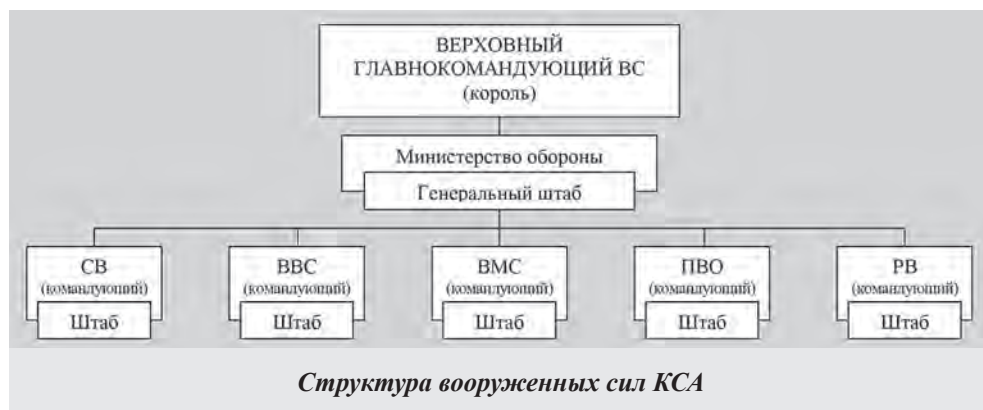 ВЕРХОВНЫЙ
ГЛАВНОКОМАНДУЮЩИЙ ВС
(король)
Министерство обороны
Генеральный штаб
СВ
(командующий)
Штаб
ВВС
(командующий)
Штаб
ВМС
(командующий)
Штаб
ПВО
(командующий)
Штаб
РВ
(командующий)
Штаб
Структура вооруженных сил КСА